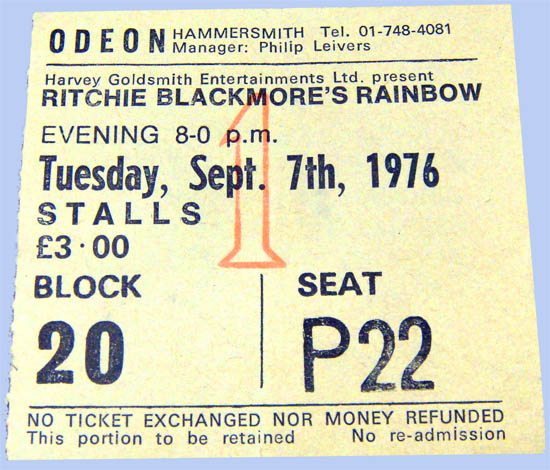 ODEON HAMMERSMITH Tel. 01-748-4081
Manager: Philip Leivers
Harvey Goldsmith Entertainments Ltd. present
RITCHIE BLACKMORE'S RAINBOW
EVENING 8-0 p.m.
Tuesday, Sept. 7th, 1976
1
STALLS
£3·00
BLOCK SEAT
20 P22
NO TICKET EXCHANGED NOR MONEY REFUNDED
This portion to be retained No re-admission